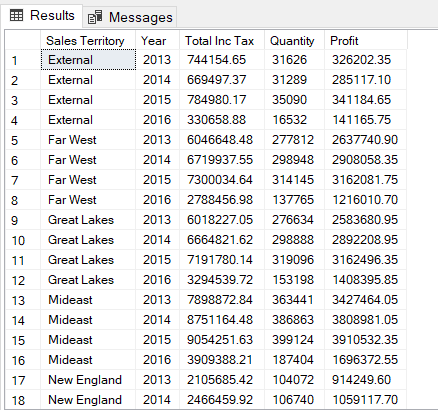 Results Messages
Sales Territory Year Total Inc Tax Quantity Profit
1 External 2013 744154.65 31626 326202.35
2 External 2014 669497.37 31289 285117.10
3 External 2015 784980.17 35090 341184.65
4 External 2016 330658.88 16532 141165.75
5 Far West 2013 6046648.48 277812 2637740.90
6 Far West 2014 6719937.55 298948 2908058.35
7 Far West 2015 7300034.64 314145 3162081.75
8 Far West 2016 2788456.98 137765 1216010.70
9 Great Lakes 2013 6018227.05 276634 2583680.95
10 Great Lakes 2014 6664821.62 298888 2892208.95
11 Great Lakes 2015 7191780.14 319096 3162496.35
12 Great Lakes 2016 3294539.72 153198 1408395.85
13 Mideast 2013 7898872.84 363441 3427464.05
14 Mideast 2014 8751164.48 386863 3808981.05
15 Mideast 2015 9054251.63 399124 3910532.35
16 Mideast 2016 3909388.21 187404 1696372.55
17 New England 2013 2105685.42 104072 914249.60
18 New England 2014 2466459.92 106740 1059117.70